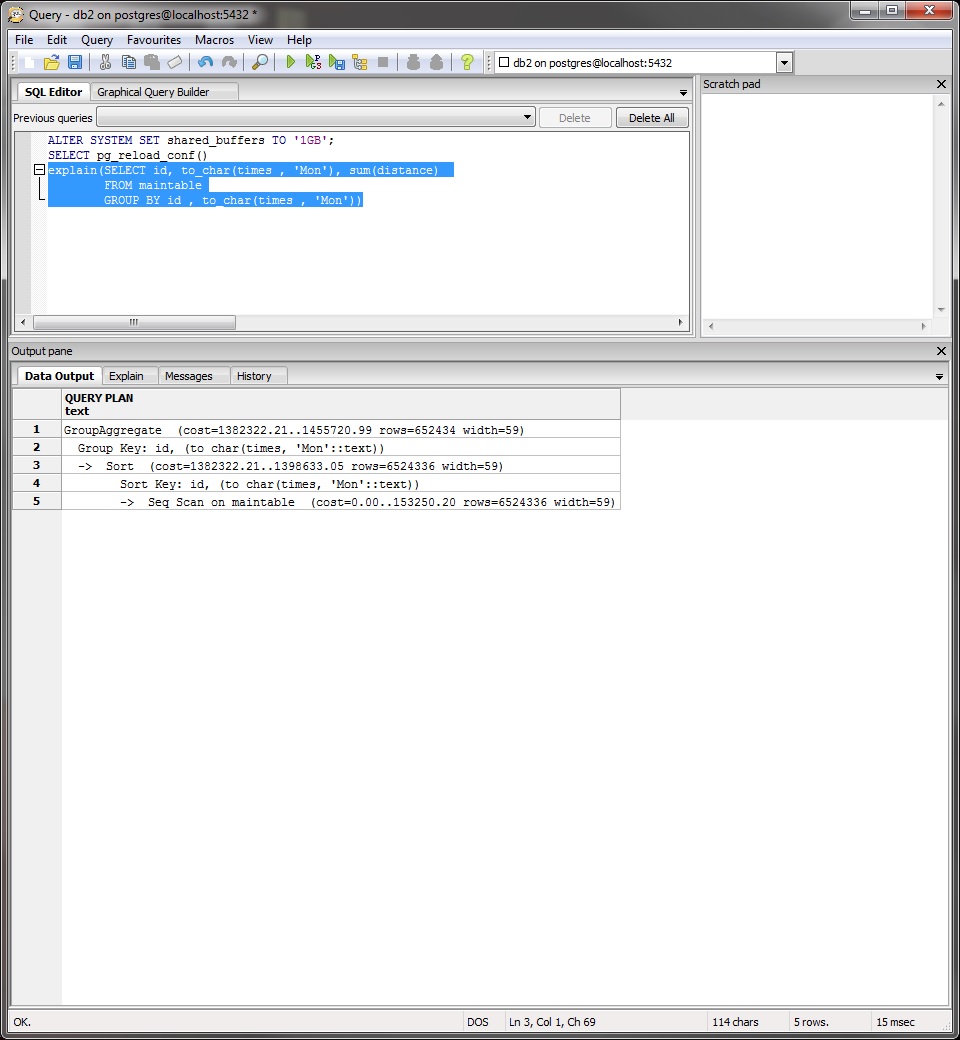 Query - db2 on postgres@localhost:5432 *
File Edit Query Favourites Macros View Help
db2 on postgres@localhost:5432
SQL Editor Graphical Query Builder
Scratch pad
Previous queries Delete Delete All
ALTER SYSTEM SET shared_buffers TO '1GB';
SELECT pg_reload_conf()
explain(SELECT id, to_char(times , 'Mon'), sum(distance)
FROM maintable
GROUP BY id , to_char(times , 'Mon'))
Output pane
Data Output Explain Messages History
QUERY PLAN
text
1 GroupAggregate (cost=1382322.21..1455720.99 rows=652434 width=59)
2 Group Key: id, (to char(times, 'Mon'::text))
3 -> Sort (cost=1382322.21..1398633.05 rows=6524336 width=59)
4 Sort Key: id, (to char(times, 'Mon'::text))
5 -> Seq Scan on maintable (cost=0.00..153250.20 rows=6524336 width=59)
OK. DOS Ln 3, Col 1, Ch 69 114 chars 5 rows. 15 msec